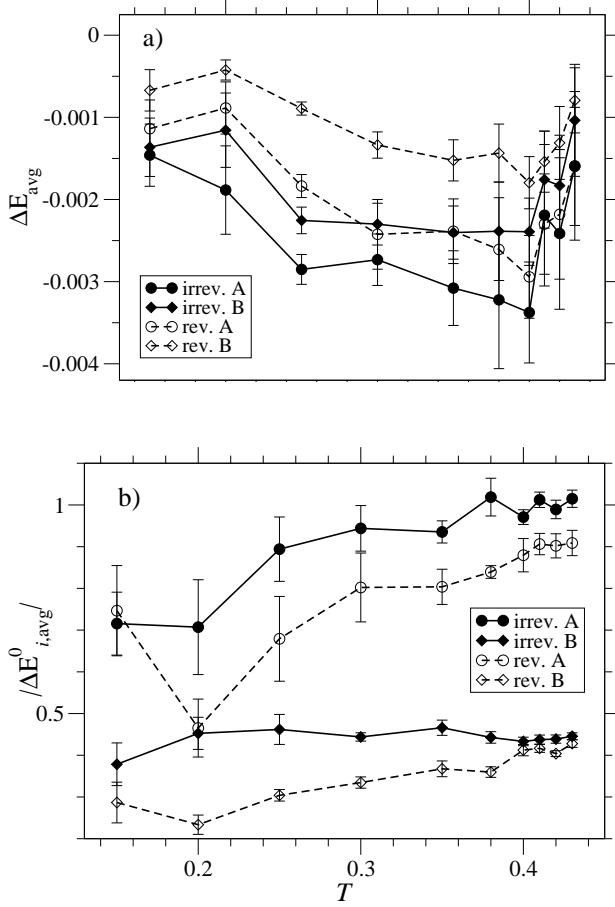 a)
0
-0.001
-0.002
-0.003
-0.004
ΔE_avg
irrev. A
irrev. B
rev. A
rev. B
b)
1
0.5
/ΔE^0_i,avg/
irrev. A
irrev. B
rev. A
rev. B
0.2 0.3 0.4
T